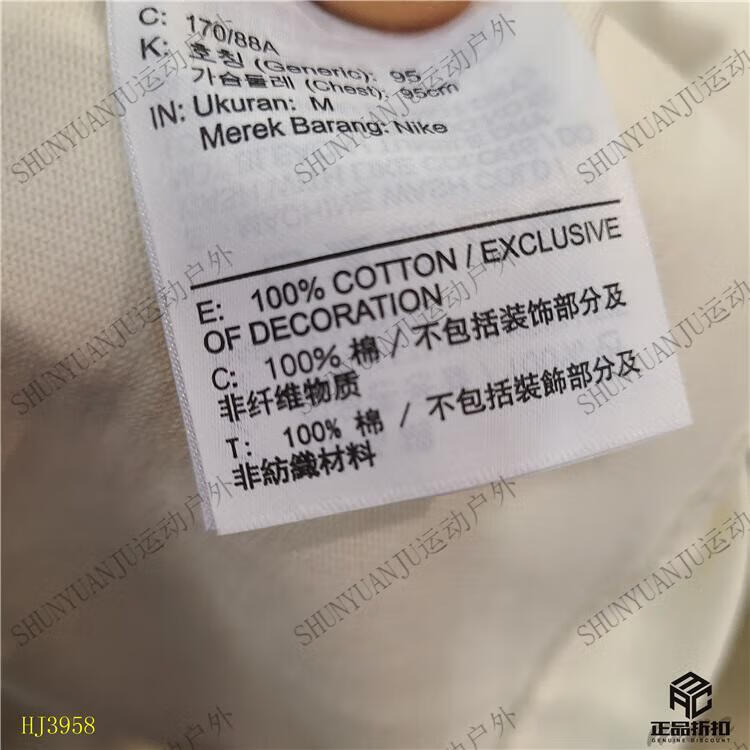 C: 170/88A
K: 호칭 (Generic): 95
가슴둘레 (Chest): 95cm
IN: Ukuran: M
Merek Barang: Nike
E: 100% COTTON / EXCLUSIVE
OF DECORATION
C: 100% 棉 / 不包括装饰部分及
非纤维物质
T: 100% 棉 / 不包括裝飾部分及
非紡織材料
SHUNYUANJU运动户外
HJ3958
正品折扣
GENUINE DISCOUNT